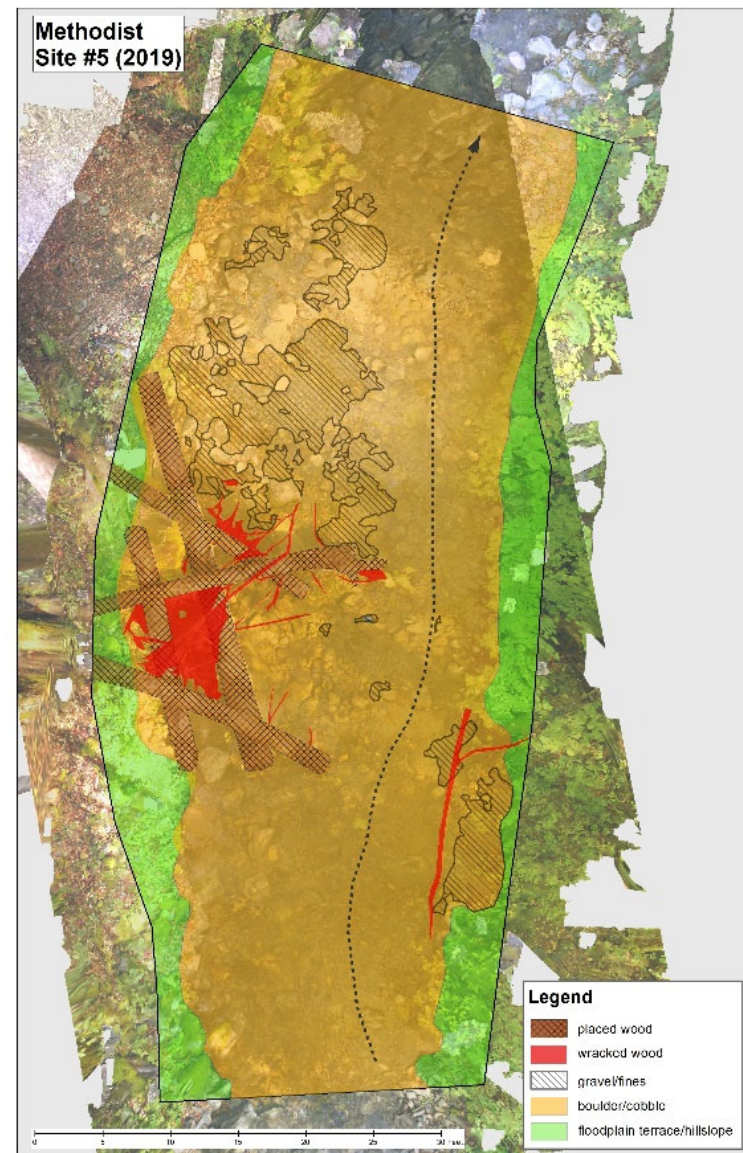 Methodist
Site #5 (2019)
Legend
placed wood
wracked wood
gravel/fines
boulder/cobble
floodplain terrace/hillslope
0 5 10 15 20 25 30